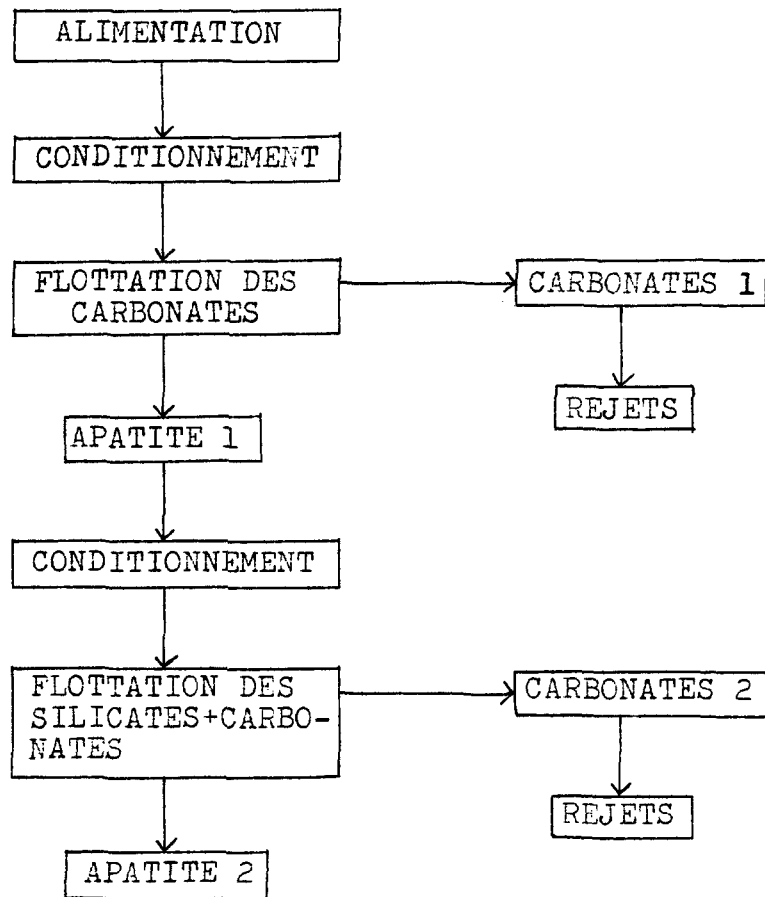 ALIMENTATION
CONDITIONNEMENT
FLOTTATION DES
CARBONATES
CARBONATES 1
REJETS
APATITE 1
CONDITIONNEMENT
FLOTTATION DES
SILICATES+CARBO-
NATES
CARBONATES 2
REJETS
APATITE 2